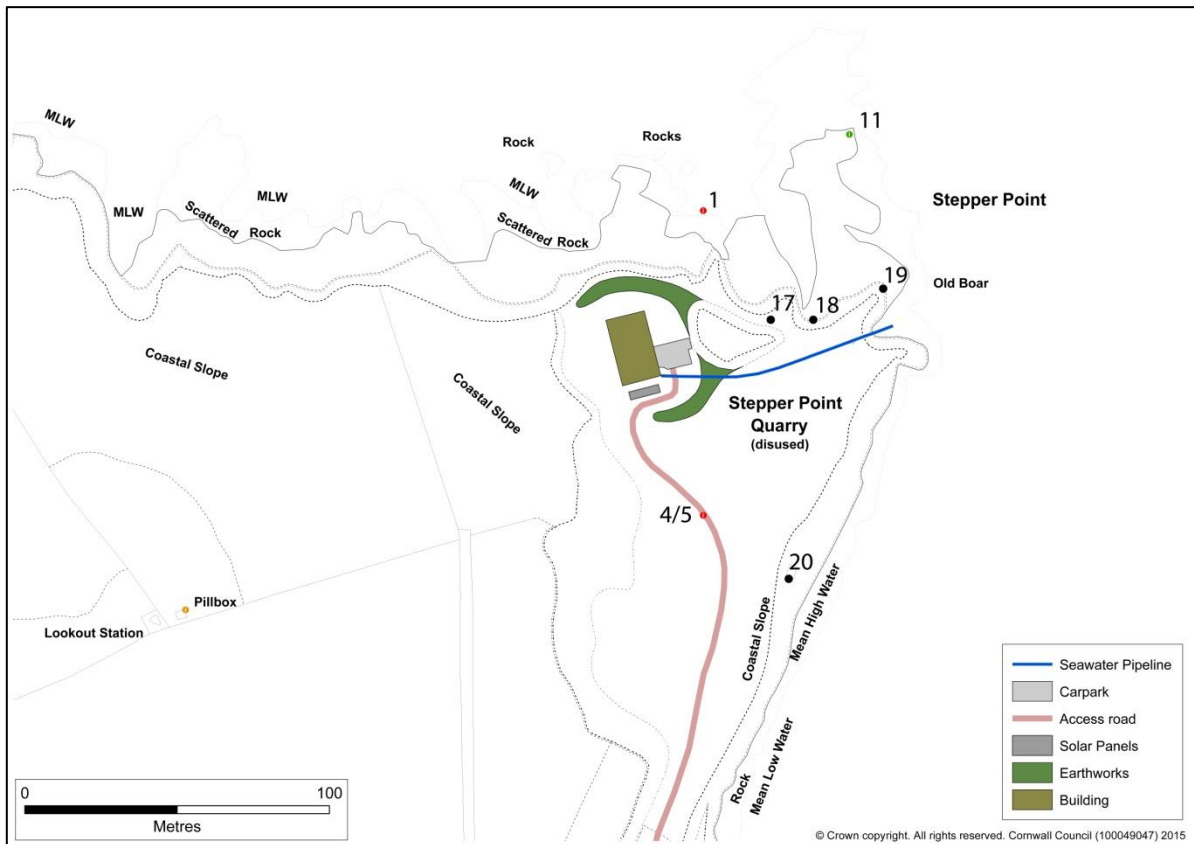 MLW
Rock
Rocks
11
MLW
MLW
MLW
1
Scattered Rock
Scattered Rock
Stepper Point
19
Old Boar
17
18
Coastal Slope
Coastal Slope
Stepper Point
Quarry
(disused)
4/5
20
Pillbox
Lookout Station
Coastal Slope
Mean High Water
Rock
Mean Low Water
Seawater Pipeline
Carpark
Access road
Solar Panels
Earthworks
Building
0 100
Metres
© Crown copyright. All rights reserved. Cornwall Council (100049047) 2015